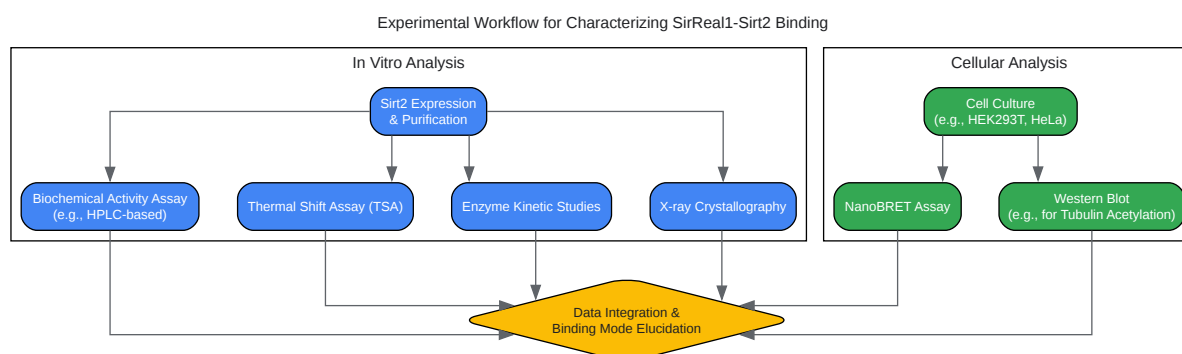 Experimental Workflow for Characterizing SirReal1-Sirt2 Binding
In Vitro Analysis
Cellular Analysis
Sirt2 Expression
& Purification
Cell Culture
(e.g., HEK293T, HeLa)
Biochemical Activity Assay
(e.g., HPLC-based)
Thermal Shift Assay (TSA)
Enzyme Kinetic Studies
X-ray Crystallography
NanoBRET Assay
Western Blot
(e.g., for Tubulin Acetylation)
Data Integration &
Binding Mode Elucidation